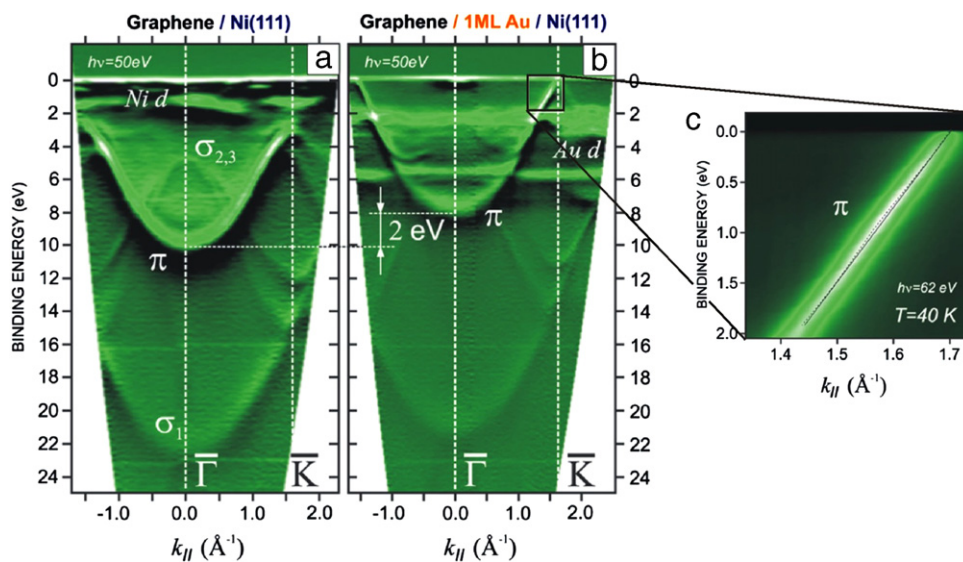 Graphene / Ni(111)
Graphene / 1ML Au / Ni(111)
a
hν=50eV
Ni d
σ2,3
π
σ1
Γ
K
BINDING ENERGY (eV)
0
2
4
6
8
10
12
14
16
18
20
22
24
-1.0
0.0
1.0
2.0
k// (Å-1)
b
hν=50eV
Au d
π
2 eV
Γ
K
0
2
4
6
8
10
12
14
16
18
20
22
24
-1.0
0.0
1.0
2.0
k// (Å-1)
c
π
hν=62 eV
T=40 K
BINDING ENERGY (eV)
0.0
0.5
1.0
1.5
2.0
1.4
1.5
1.6
1.7
k// (Å-1)